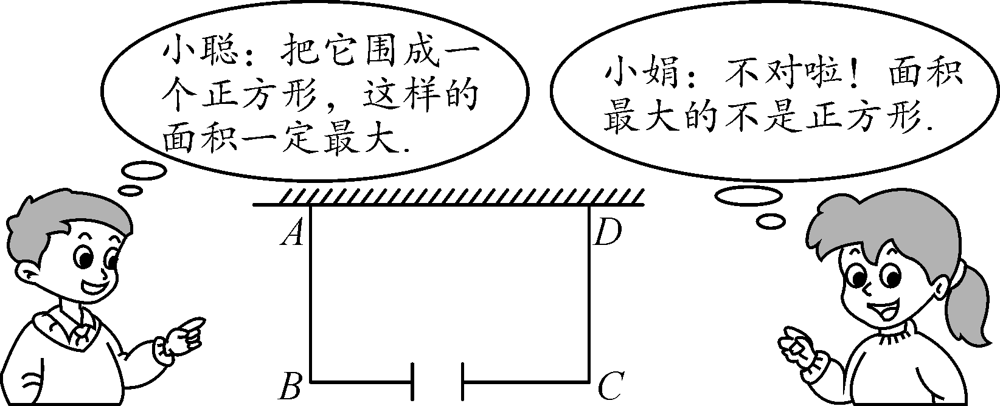 小聪：把它围成一
个正方形，这样的
面积一定最大.
小娟：不对啦！面积
最大的不是正方形.
A
D
B
C